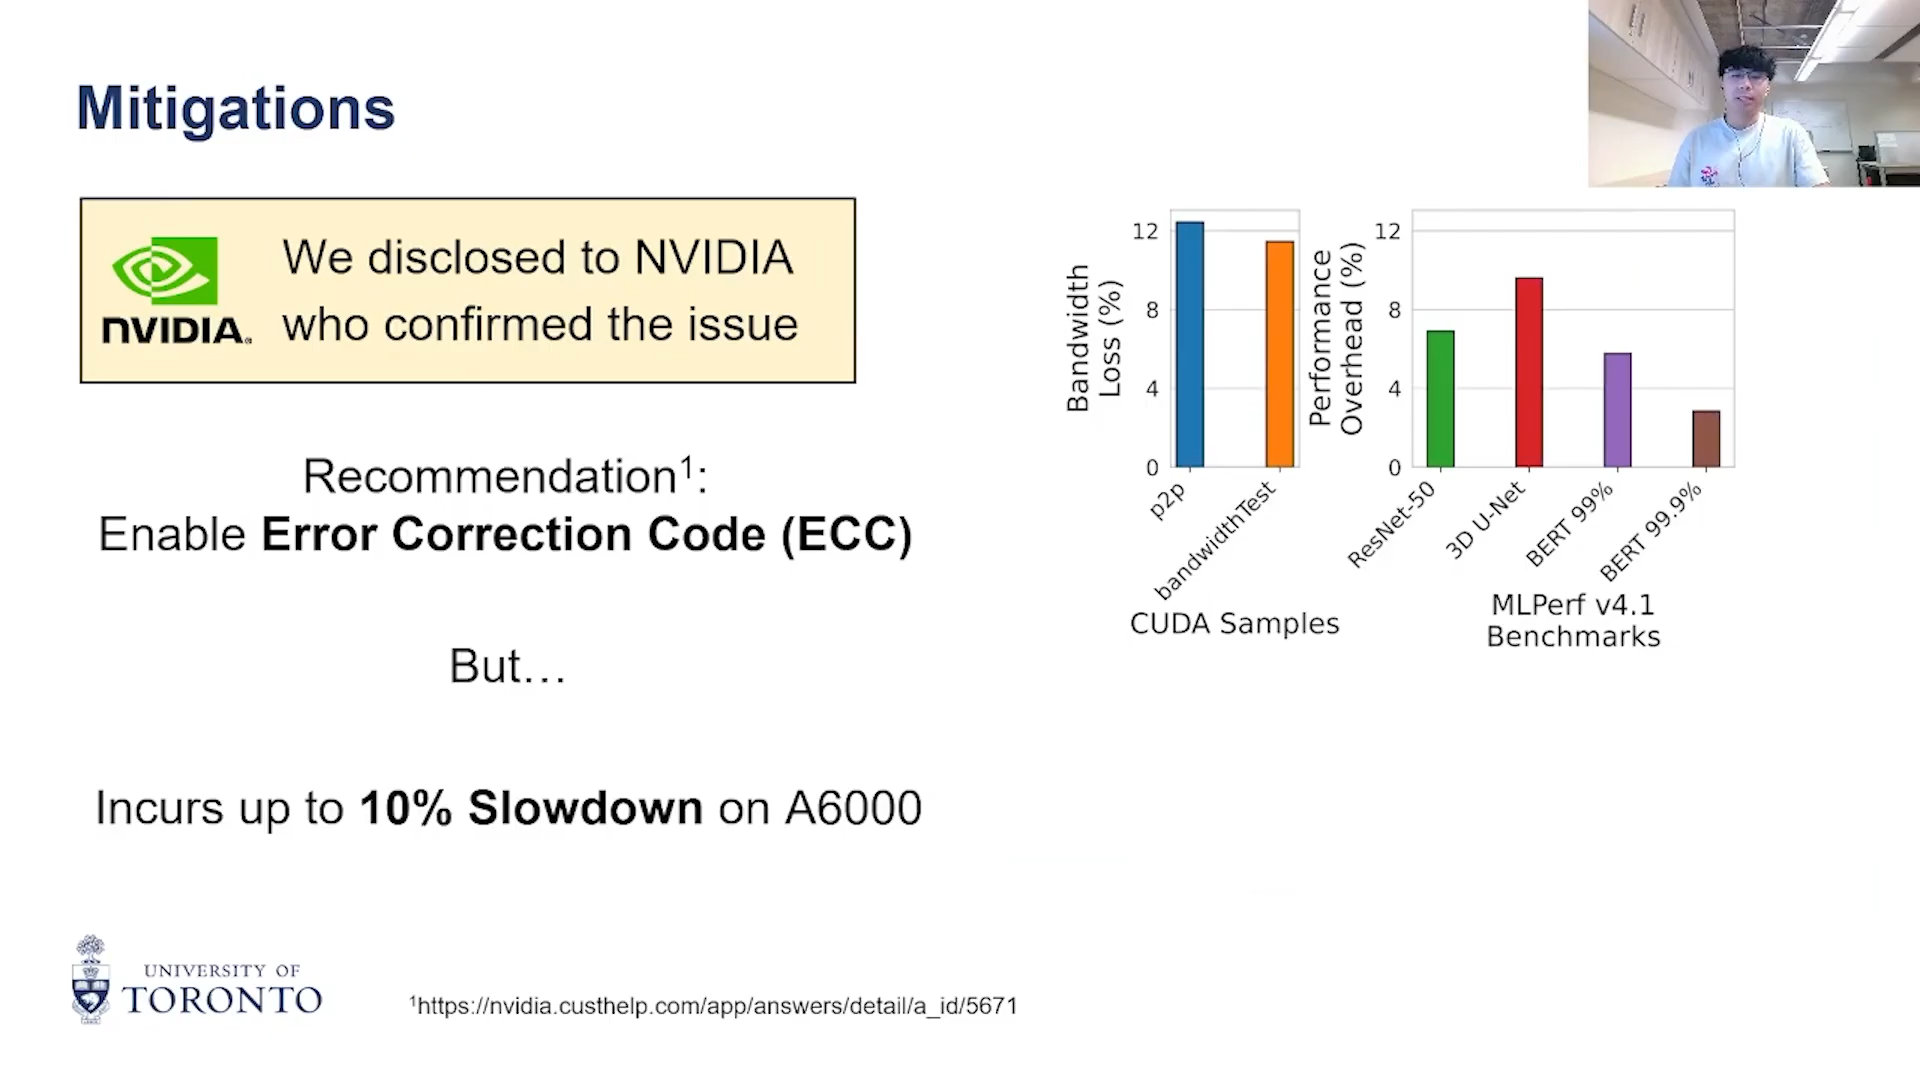 Mitigations
NVIDIA.
We disclosed to NVIDIA
who confirmed the issue
Recommendation¹:
Enable Error Correction Code (ECC)
But…
Incurs up to 10% Slowdown on A6000
Bandwidth
Loss (%)
12
8
4
0
p2p
bandwidthTest
CUDA Samples
Performance
Overhead (%)
12
8
4
0
ResNet-50
3D U-Net
BERT 99%
BERT 99.9%
MLPerf v4.1
Benchmarks
UNIVERSITY OF
TORONTO
¹https://nvidia.custhelp.com/app/answers/detail/a_id/5671